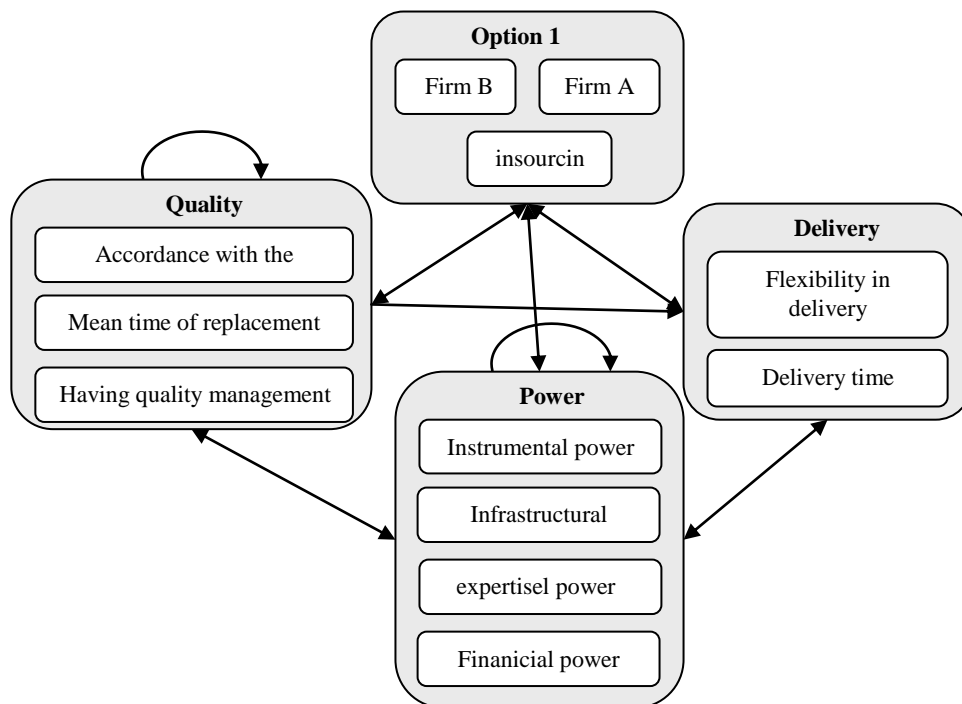 Option 1
Firm B
Firm A
insourcin
Quality
Accordance with the
Mean time of replacement
Having quality management
Delivery
Flexibility in
delivery
Delivery time
Power
Instrumental power
Infrastructural
expertisel power
Finanicial power